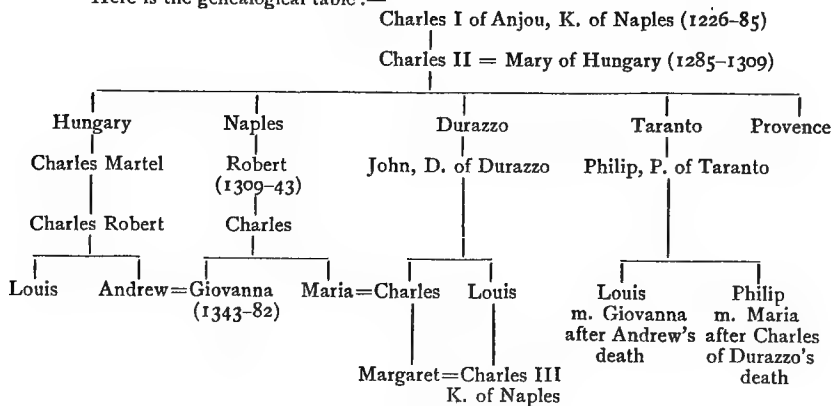 Here is the genealogical table :—
Charles I of Anjou, K. of Naples (1226–85)
Charles II = Mary of Hungary (1285–1309)
Hungary Naples Durazzo Taranto Provence
Charles Martel Robert John, D. of Durazzo Philip, P. of Taranto
(1309–43)
Charles Robert Charles
Louis Andrew=Giovanna Maria=Charles Louis Louis Philip
(1343–82) m. Giovanna m. Maria
after Andrew's after Charles
death of Durazzo's
death
Margaret=Charles III
K. of Naples